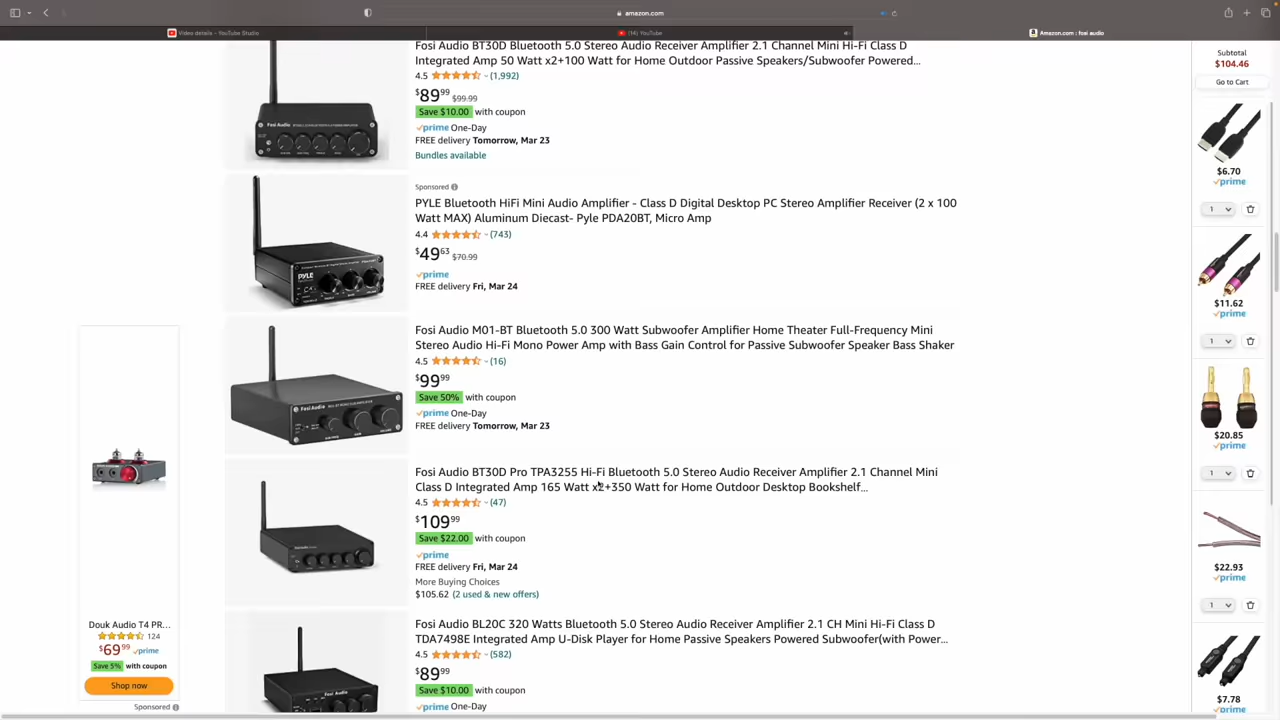 amazon.com
Video details - YouTube Studio
(14) YouTube
Amazon.com : fosi audio
Fosi Audio BT30D Bluetooth 5.0 Stereo Audio Receiver Amplifier 2.1 Channel Mini Hi-Fi Class D
Integrated Amp 50 Watt x2+100 Watt for Home Outdoor Passive Speakers/Subwoofer Powered...
4.5 (1,992)
$89.99 $99.99
Save $10.00 with coupon
prime One-Day
FREE delivery Tomorrow, Mar 23
Bundles available
Sponsored
PYLE Bluetooth HiFi Mini Audio Amplifier - Class D Digital Desktop PC Stereo Amplifier Receiver (2 x 100
Watt MAX) Aluminum Diecast- Pyle PDA20BT, Micro Amp
4.4 (743)
$49.63 $70.99
prime
FREE delivery Fri, Mar 24
PYLE
Fosi Audio M01-BT Bluetooth 5.0 300 Watt Subwoofer Amplifier Home Theater Full-Frequency Mini
Stereo Audio Hi-Fi Mono Power Amp with Bass Gain Control for Passive Subwoofer Speaker Bass Shaker
4.5 (16)
$99.99
Save 50% with coupon
prime One-Day
FREE delivery Tomorrow, Mar 23
Fosi Audio
Fosi Audio BT30D Pro TPA3255 Hi-Fi Bluetooth 5.0 Stereo Audio Receiver Amplifier 2.1 Channel Mini
Class D Integrated Amp 165 Watt x2+350 Watt for Home Outdoor Desktop Bookshelf...
4.5 (47)
$109.99
Save $22.00 with coupon
prime
FREE delivery Fri, Mar 24
More Buying Choices
$105.62 (2 used & new offers)
Fosi Audio BL20C 320 Watts Bluetooth 5.0 Stereo Audio Receiver Amplifier 2.1 CH Mini Hi-Fi Class D
TDA7498E Integrated Amp U-Disk Player for Home Passive Speakers Powered Subwoofer(with Power...
4.5 (582)
$89.99
Save $10.00 with coupon
prime One-Day
Fosi Audio
Douk Audio T4 PR...
124
$69.99 prime
Save 5% with coupon
Shop now
Sponsored
Subtotal
$104.46
Go to Cart
$6.70
prime
1
$11.62
prime
1
$20.85
prime
1
$22.93
prime
1
$7.78
prime